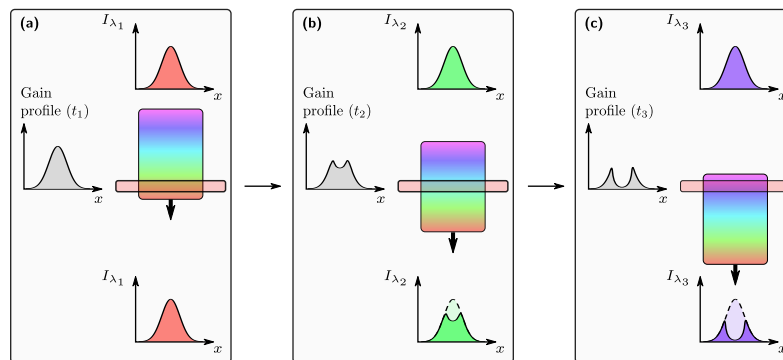 (a)
I_{λ_1}
x
Gain
profile (t_1)
x
I_{λ_1}
x
(b)
I_{λ_2}
x
Gain
profile (t_2)
x
I_{λ_2}
x
(c)
I_{λ_3}
x
Gain
profile (t_3)
x
I_{λ_3}
x